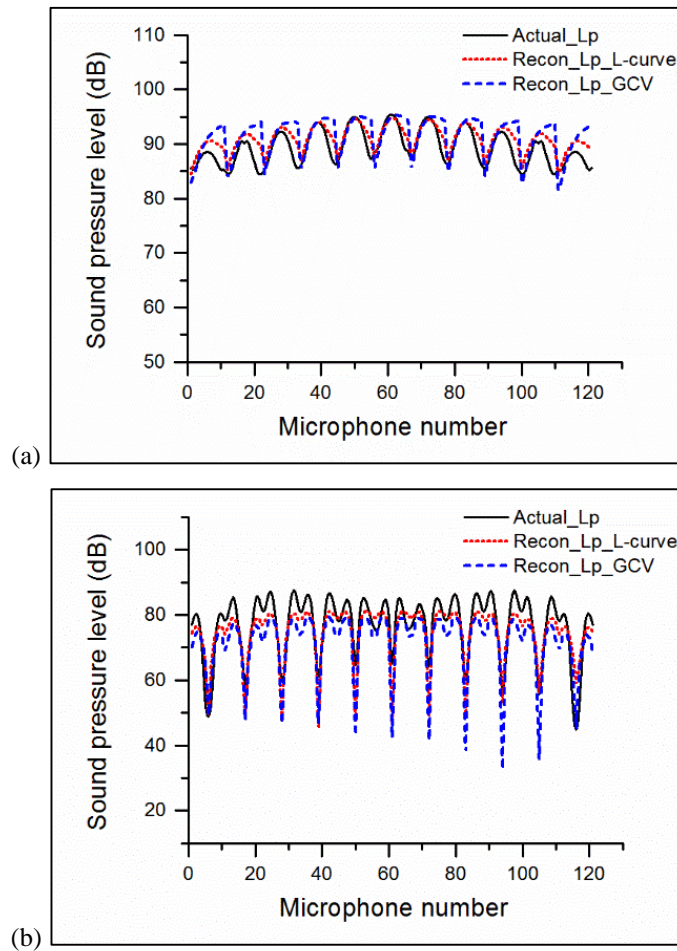 110
100
90
80
70
60
50
Sound pressure level (dB)
Actual_Lp
Recon_Lp_L-curve
Recon_Lp_GCV
0 20 40 60 80 100 120
Microphone number
(a)
100
80
60
40
20
Sound pressure level (dB)
Actual_Lp
Recon_Lp_L-curve
Recon_Lp_GCV
0 20 40 60 80 100 120
Microphone number
(b)